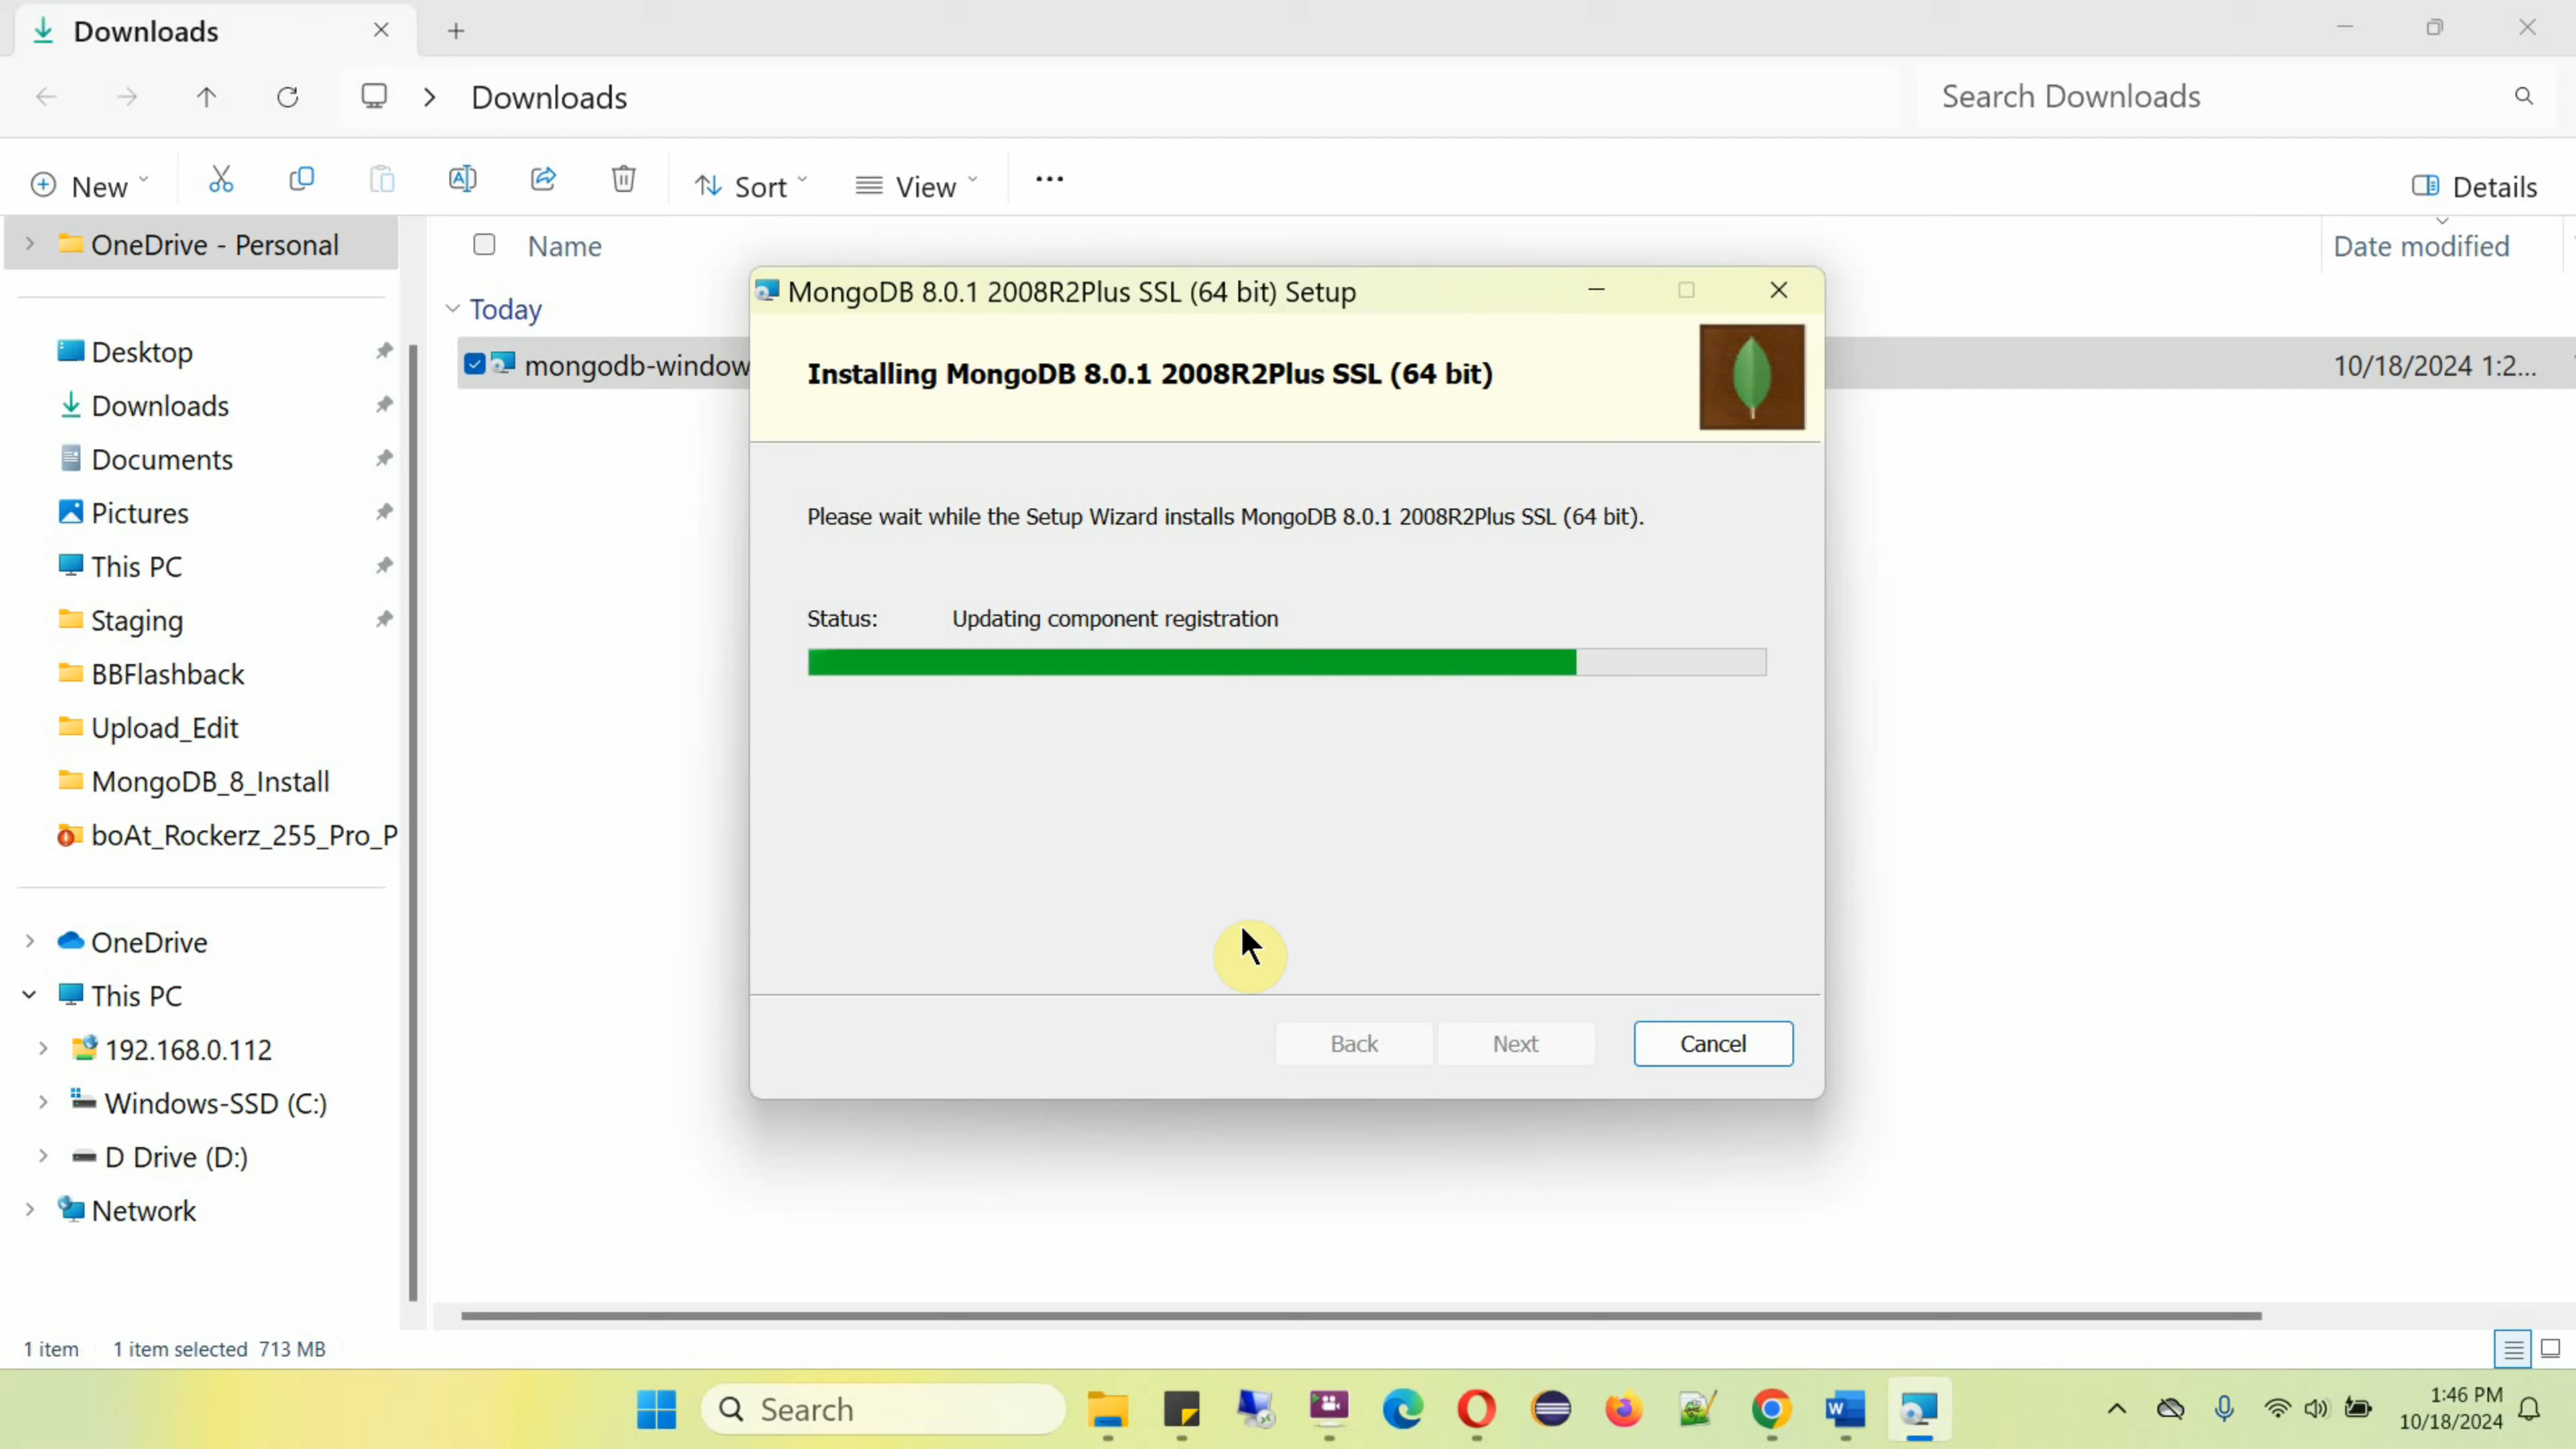 Downloads
Downloads
Search Downloads
New
Sort
View
Details
OneDrive - Personal
Desktop
Downloads
Documents
Pictures
This PC
Staging
BBFlashback
Upload_Edit
MongoDB_8_Install
boAt_Rockerz_255_Pro_P
OneDrive
This PC
192.168.0.112
Windows-SSD (C:)
D Drive (D:)
Network
Name
Date modified
Today
mongodb-window
10/18/2024 1:2...
MongoDB 8.0.1 2008R2Plus SSL (64 bit) Setup
Installing MongoDB 8.0.1 2008R2Plus SSL (64 bit)
Please wait while the Setup Wizard installs MongoDB 8.0.1 2008R2Plus SSL (64 bit).
Status: Updating component registration
Back
Next
Cancel
1 item 1 item selected 713 MB
Search
1:46 PM
10/18/2024